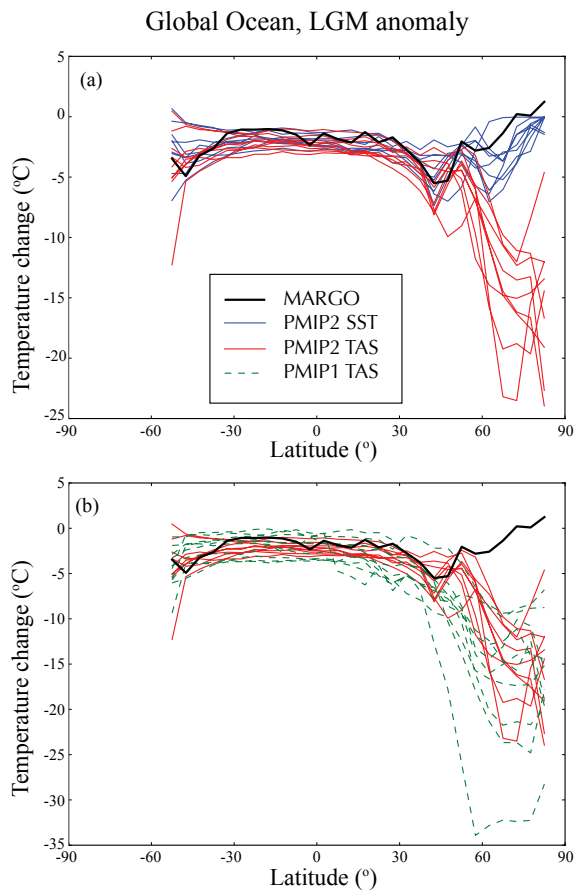 Global Ocean, LGM anomaly
(a)
Temperature change (ºC)
5
0
-5
-10
-15
-20
-25
MARGO
PMIP2 SST
PMIP2 TAS
PMIP1 TAS
-90
-60
-30
0
30
60
90
Latitude (º)
(b)
Temperature change (ºC)
5
0
-5
-10
-15
-20
-25
-30
-35
-90
-60
-30
0
30
60
90
Latitude (º)